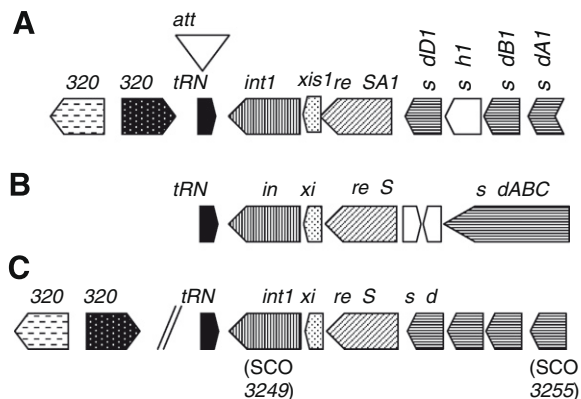 A
att
320 320 tRN int1 xis1 re SA1 s dD1 s h1 s dB1 s dA1
B
tRN in xi re S s dABC
C
320 320 tRN int1 xi re S s d
(SCO (SCO
3249) 3255)